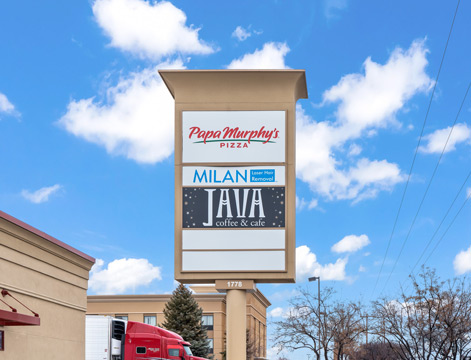 Papa Murphy's
PIZZA
MILAN Laser Hair
Removal
JAVA
coffee & cafe
1778